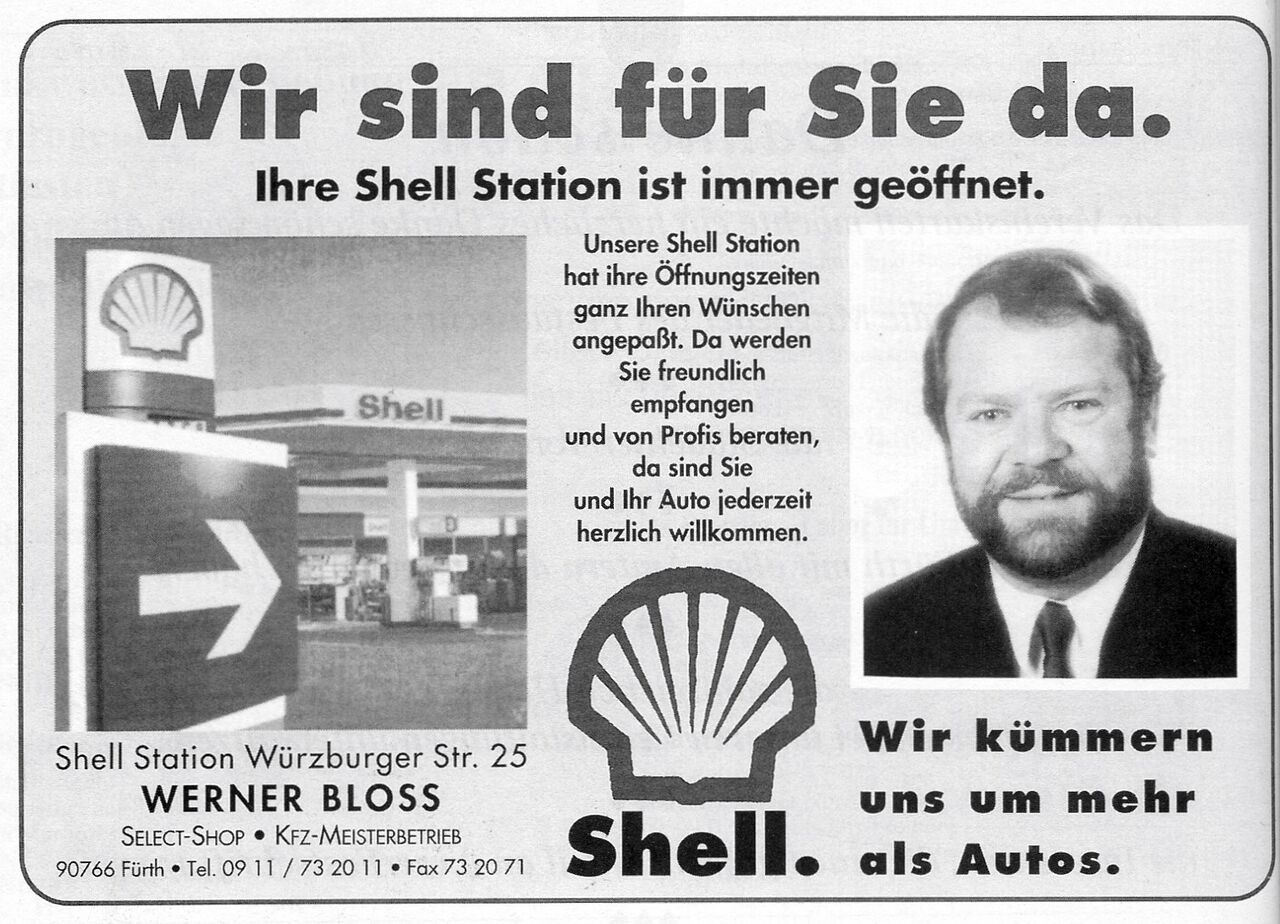 Wir sind für Sie da.
Ihre Shell Station ist immer geöffnet.
Shell
Unsere Shell Station
hat ihre Öffnungszeiten
ganz Ihren Wünschen
angepaßt. Da werden
Sie freundlich
empfangen
und von Profis beraten,
da sind Sie
und Ihr Auto jederzeit
herzlich willkommen.
Shell Station Würzburger Str. 25
WERNER BLOSS
SELECT-SHOP • KFZ-MEISTERBETRIEB
90766 Fürth • Tel. 09 11 / 73 20 11 • Fax 73 20 71
Shell.
Wir kümmern
uns um mehr
als Autos.